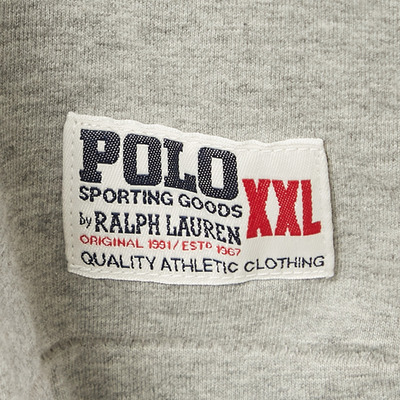 POLO
SPORTING GOODS
by RALPH LAUREN
XXL
ORIGINAL 1991/ESTD 1967
QUALITY ATHLETIC CLOTHING